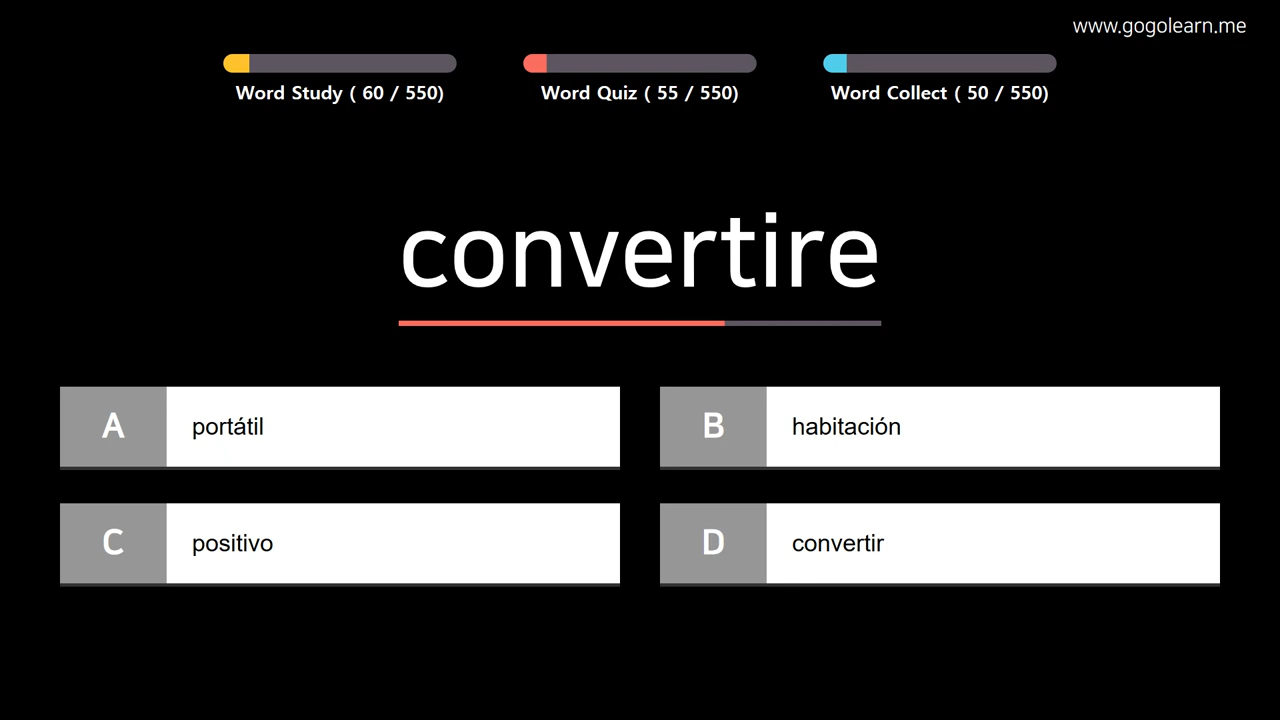 www.gogolearn.me
Word Study ( 60 / 550)
Word Quiz ( 55 / 550)
Word Collect ( 50 / 550)
convertire
A portátil
B habitación
C positivo
D convertir